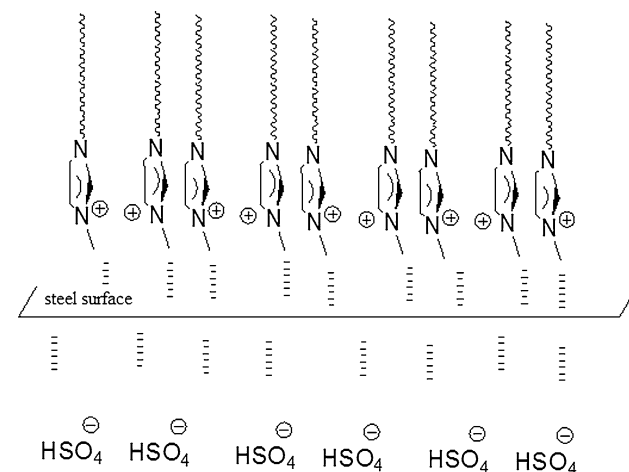 N N N N N N N N N
N ⊕ ⊕ N N ⊕ ⊕ N N ⊕ ⊕ N N ⊕ ⊕ N N ⊕
steel surface
⊖ ⊖ ⊖ ⊖ ⊖ ⊖
HSO₄ HSO₄ HSO₄ HSO₄ HSO₄ HSO₄